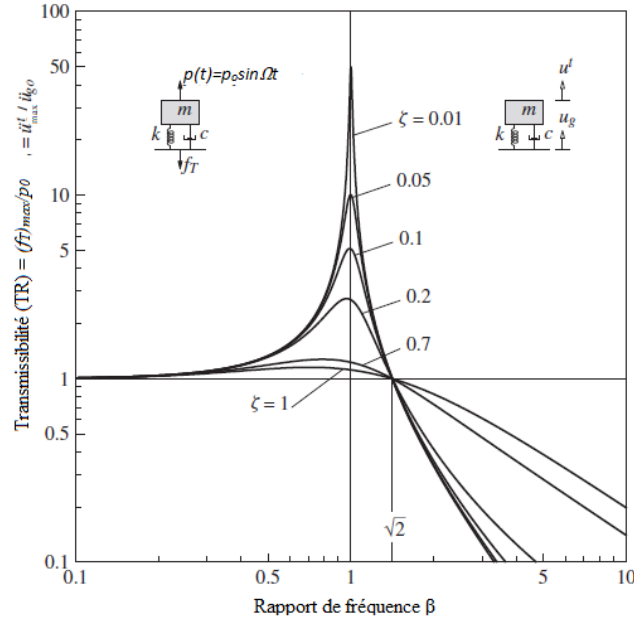 100
50
10
5
1
0.5
0.1
0.1
0.5
1
5
10
Transmissibilité (TR) = (f_T)max/p0 , = ü^t_max / ü_go
Rapport de fréquence β
p(t)=p₀sin Ωt
m
k
c
f_T
u^t
u_g
m
k
c
ζ = 0.01
0.05
0.1
0.2
0.7
ζ = 1
√2